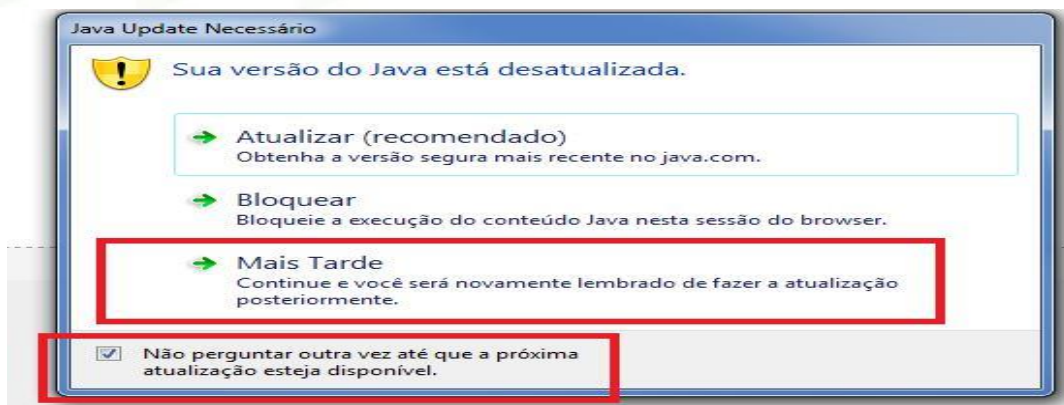 Java Update Necessário
Sua versão do Java está desatualizada.
Atualizar (recomendado)
Obtenha a versão segura mais recente no java.com.
Bloquear
Bloqueie a execução do conteúdo Java nesta sessão do browser.
Mais Tarde
Continue e você será novamente lembrado de fazer a atualização
posteriormente.
Não perguntar outra vez até que a próxima
atualização esteja disponível.